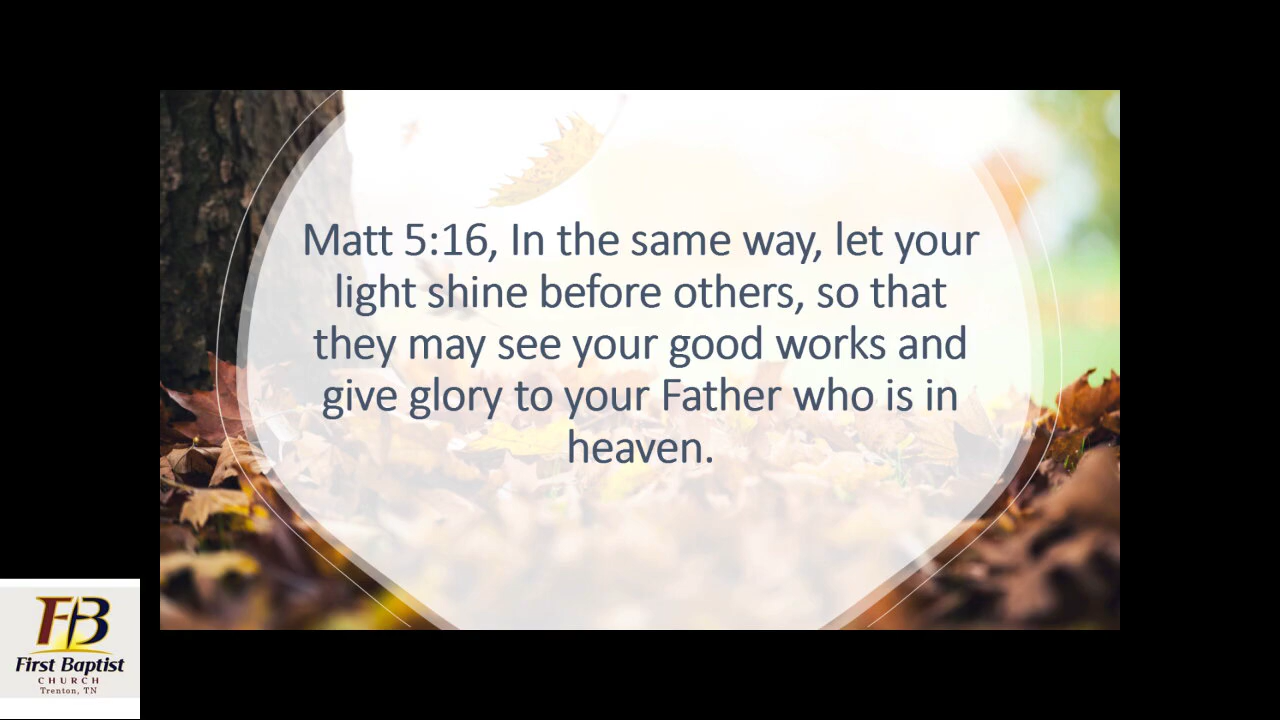 Matt 5:16, In the same way, let your
light shine before others, so that
they may see your good works and
give glory to your Father who is in
heaven.
FB
First Baptist
CHURCH
Trenton, TN